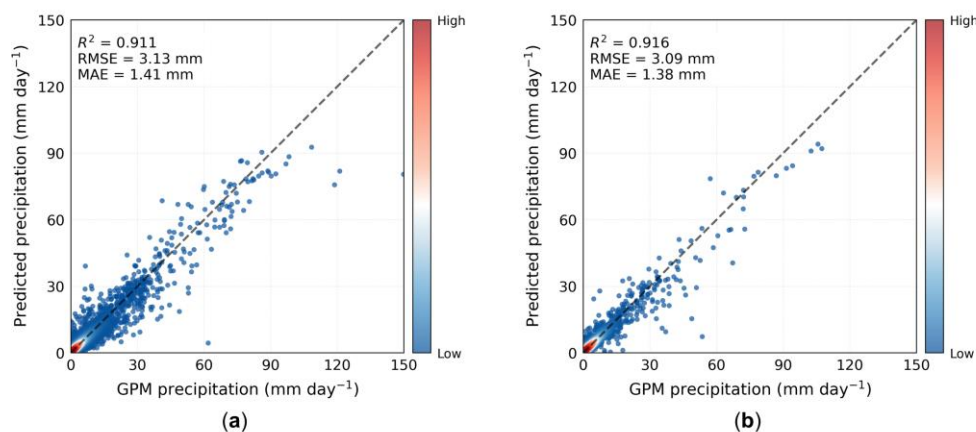 150
120
90
60
30
0
Predicted precipitation (mm day⁻¹)
R² = 0.911
RMSE = 3.13 mm
MAE = 1.41 mm
0 30 60 90 120 150
GPM precipitation (mm day⁻¹)
High
Low
(a)
150
120
90
60
30
0
Predicted precipitation (mm day⁻¹)
R² = 0.916
RMSE = 3.09 mm
MAE = 1.38 mm
0 30 60 90 120 150
GPM precipitation (mm day⁻¹)
High
Low
(b)